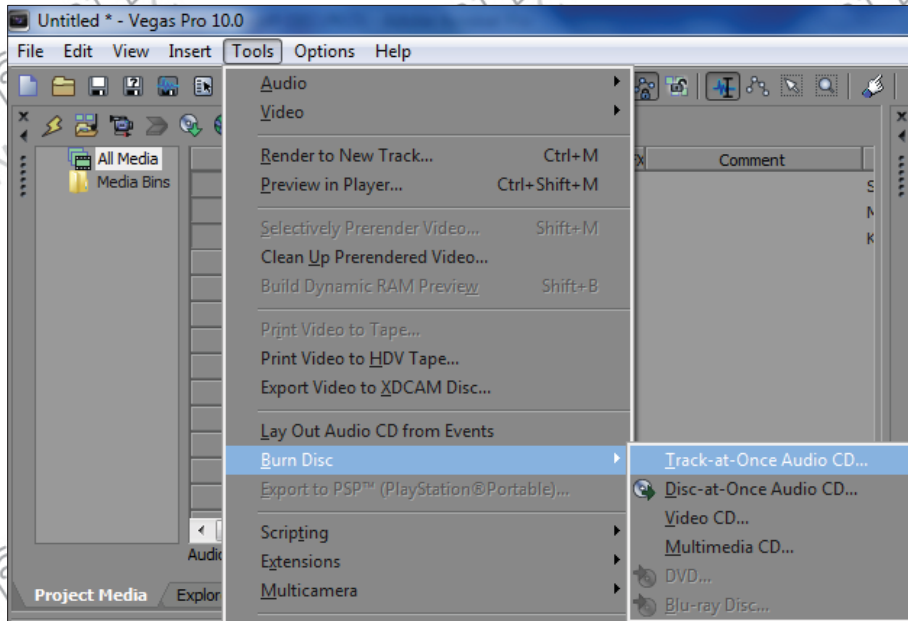 Untitled * - Vegas Pro 10.0
File Edit View Insert Tools Options Help
Audio
Video
Render to New Track... Ctrl+M
Preview in Player... Ctrl+Shift+M
Selectively Prerender Video... Shift+M
Clean Up Prerendered Video...
Build Dynamic RAM Preview Shift+B
Print Video to Tape...
Print Video to HDV Tape...
Export Video to XDCAM Disc...
Lay Out Audio CD from Events
Burn Disc
Export to PSP™ (PlayStation®Portable)...
Scripting
Extensions
Multicamera
Track-at-Once Audio CD...
Disc-at-Once Audio CD...
Video CD...
Multimedia CD...
DVD...
Blu-ray Disc...
All Media
Media Bins
Comment
S
M
K
Audio
Project Media Explor